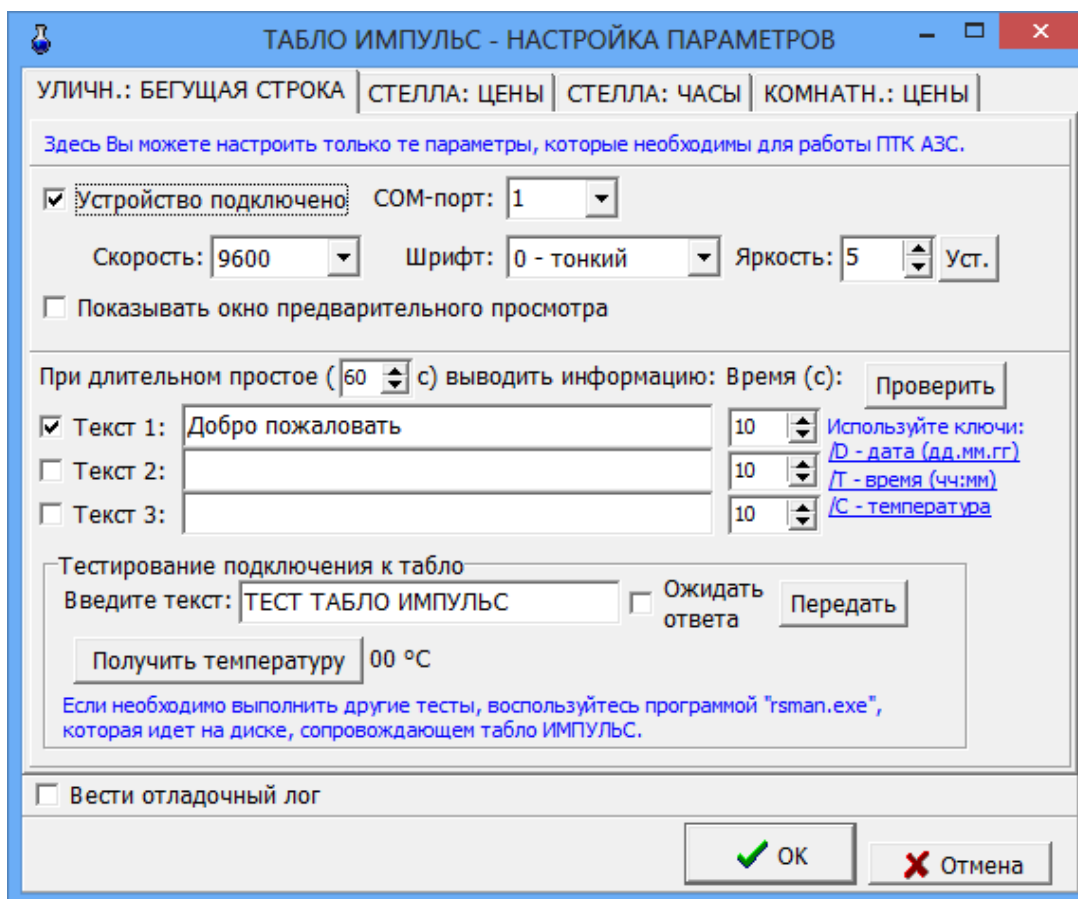 ТАБЛО ИМПУЛЬС - НАСТРОЙКА ПАРАМЕТРОВ
УЛИЧН.: БЕГУЩАЯ СТРОКА СТЕЛЛА: ЦЕНЫ СТЕЛЛА: ЧАСЫ КОМНАТН.: ЦЕНЫ
Здесь Вы можете настроить только те параметры, которые необходимы для работы ПТК АЗС.
Устройство подключено COM-порт: 1
Скорость: 9600 Шрифт: 0 - тонкий Яркость: 5 Уст.
Показывать окно предварительного просмотра
При длительном простое ( 60 с) выводить информацию: Время (с): Проверить
Текст 1: Добро пожаловать 10 Используйте ключи:
/D - дата (дд.мм.гг)
Текст 2: 10 /T - время (чч:мм)
Текст 3: 10 /C - температура
Тестирование подключения к табло
Введите текст: ТЕСТ ТАБЛО ИМПУЛЬС Ожидать ответа Передать
Получить температуру 00 ºC
Если необходимо выполнить другие тесты, воспользуйтесь программой "rsman.exe",
которая идет на диске, сопровождающем табло ИМПУЛЬС.
Вести отладочный лог
OK Отмена